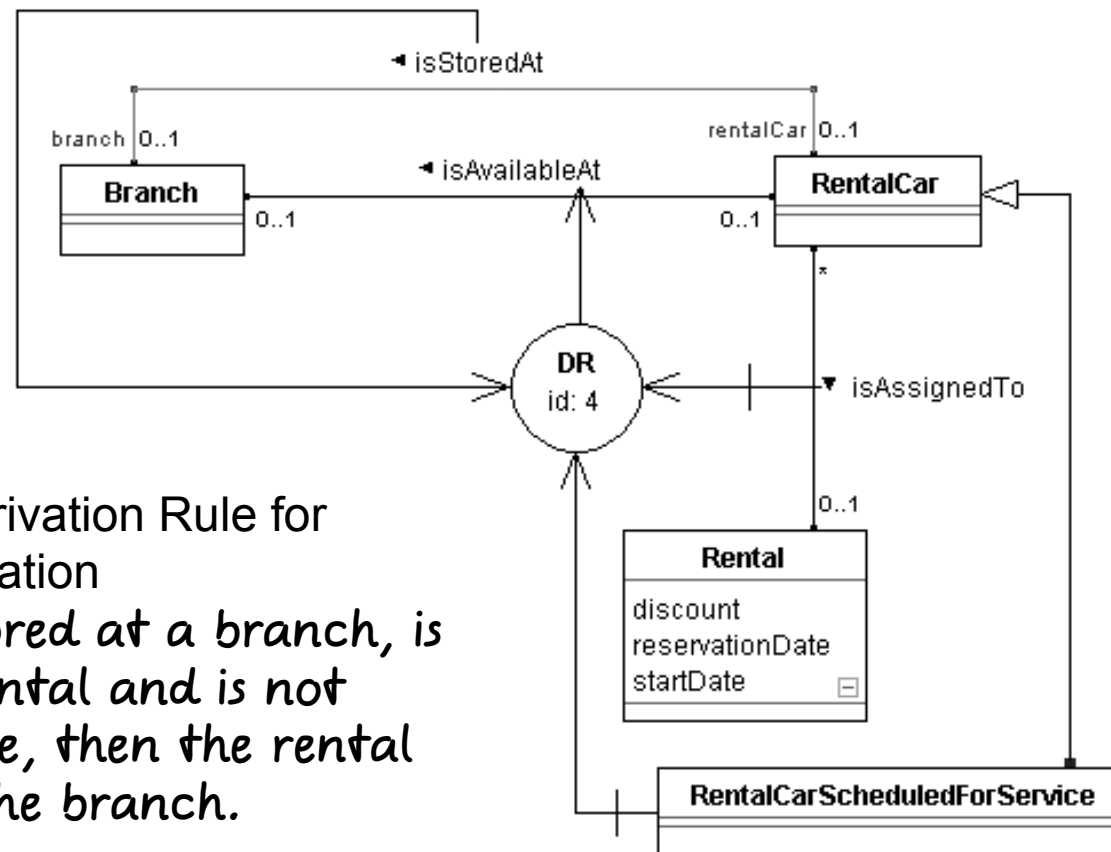 ◄ isStoredAt
branch 0..1
rentalCar 0..1
◄ isAvailableAt
Branch
RentalCar
0..1
0..1
*
DR
id: 4
▼ isAssignedTo
0..1
rivation Rule for
ation
ored at a branch, is
ental and is not
e, then the rental
he branch.
Rental
discount
reservationDate
startDate
RentalCarScheduledForService